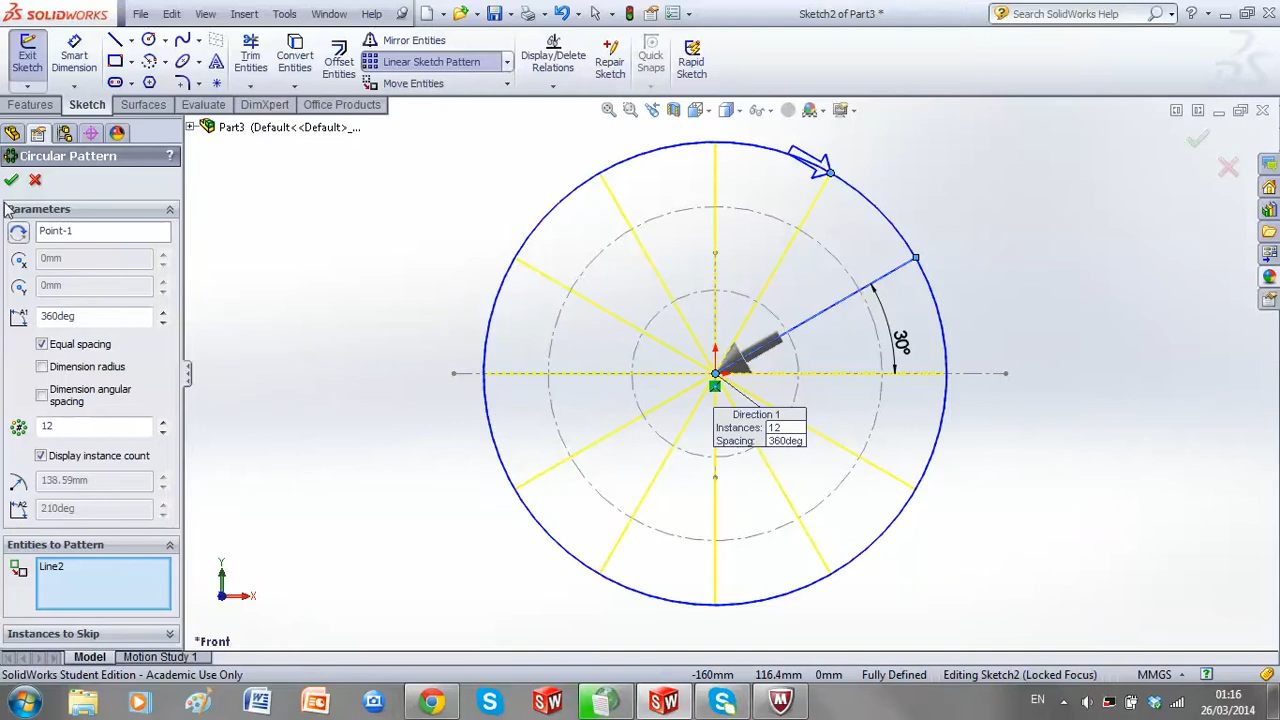 SOLIDWORKS
File Edit View Insert Tools Window Help
Sketch2 of Part3 *
Search SolidWorks Help
Exit Sketch
Smart Dimension
Trim Entities
Convert Entities
Offset Entities
Mirror Entities
Linear Sketch Pattern
Move Entities
Display/Delete Relations
Repair Sketch
Quick Snaps
Rapid Sketch
Features Sketch Surfaces Evaluate DimXpert Office Products
Part3 (Default<<Default>_...
Circular Pattern ?
Parameters
Point-1
0mm
0mm
360deg
Equal spacing
Dimension radius
Dimension angular
spacing
12
Display instance count
138.59mm
210deg
Entities to Pattern
Line2
Instances to Skip
30°
Direction 1
Instances: 12
Spacing: 360deg
Y
X
*Front
Model Motion Study 1
SolidWorks Student Edition - Academic Use Only
-160mm 116.4mm 0mm Fully Defined Editing Sketch2 (Locked Focus) MMGS
EN
01:16
26/03/2014